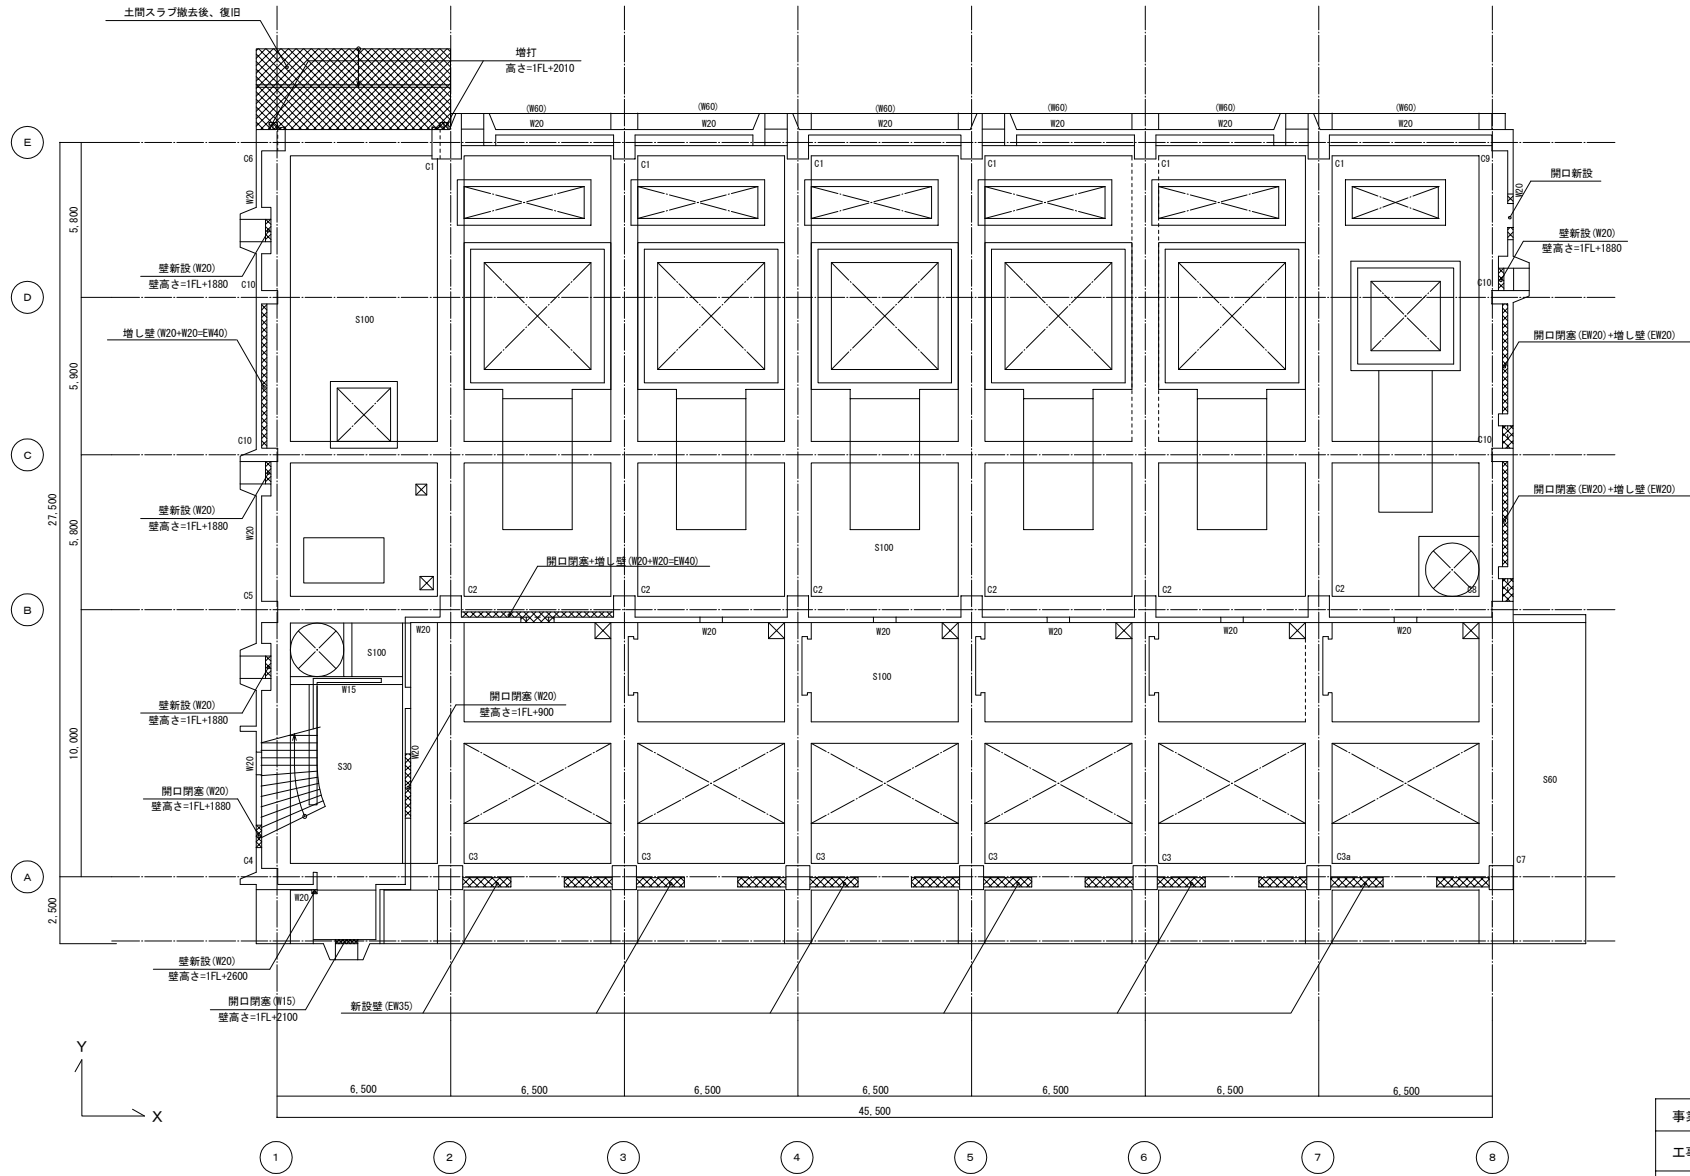 土間スラブ撤去後、復旧
増打
高さ=1FL+2010
(W60)
(W60)
(W60)
(W60)
(W60)
(W60)
W20
W20
W20
W20
W20
W20
E
C6
C1
C1
C1
C1
C1
C1
C1
C9
W20
W20
開口新設
5,800
壁新設(W20)
壁高さ=1FL+1880
壁新設(W20)
壁高さ=1FL+1880
C10
C10
D
S100
増し壁(W20+W20=EW40)
開口閉塞(EW20)+増し壁(EW20)
5,900
C10
C10
C
開口閉塞(EW20)+増し壁(EW20)
壁新設(W20)
壁高さ=1FL+1880
27,500
5,800
W20
S100
開口閉塞+増し壁(W20+W20=EW40)
C5
C2
C2
C2
C2
C2
C2
C8
B
W20
W20
W20
W20
W20
W20
S100
S100
W15
開口閉塞(W20)
壁高さ=1FL+900
壁新設(W20)
壁高さ=1FL+1880
10,000
W20
W20
S30
S60
開口閉塞(W20)
壁高さ=1FL+1880
C4
C3
C3
C3
C3
C3
C3a
C7
A
2,500
W20
壁新設(W20)
壁高さ=1FL+2600
開口閉塞(W15)
壁高さ=1FL+2100
新設壁(EW35)
Y
X
6,500
6,500
6,500
6,500
6,500
6,500
6,500
45,500
1
2
3
4
5
6
7
8
工事